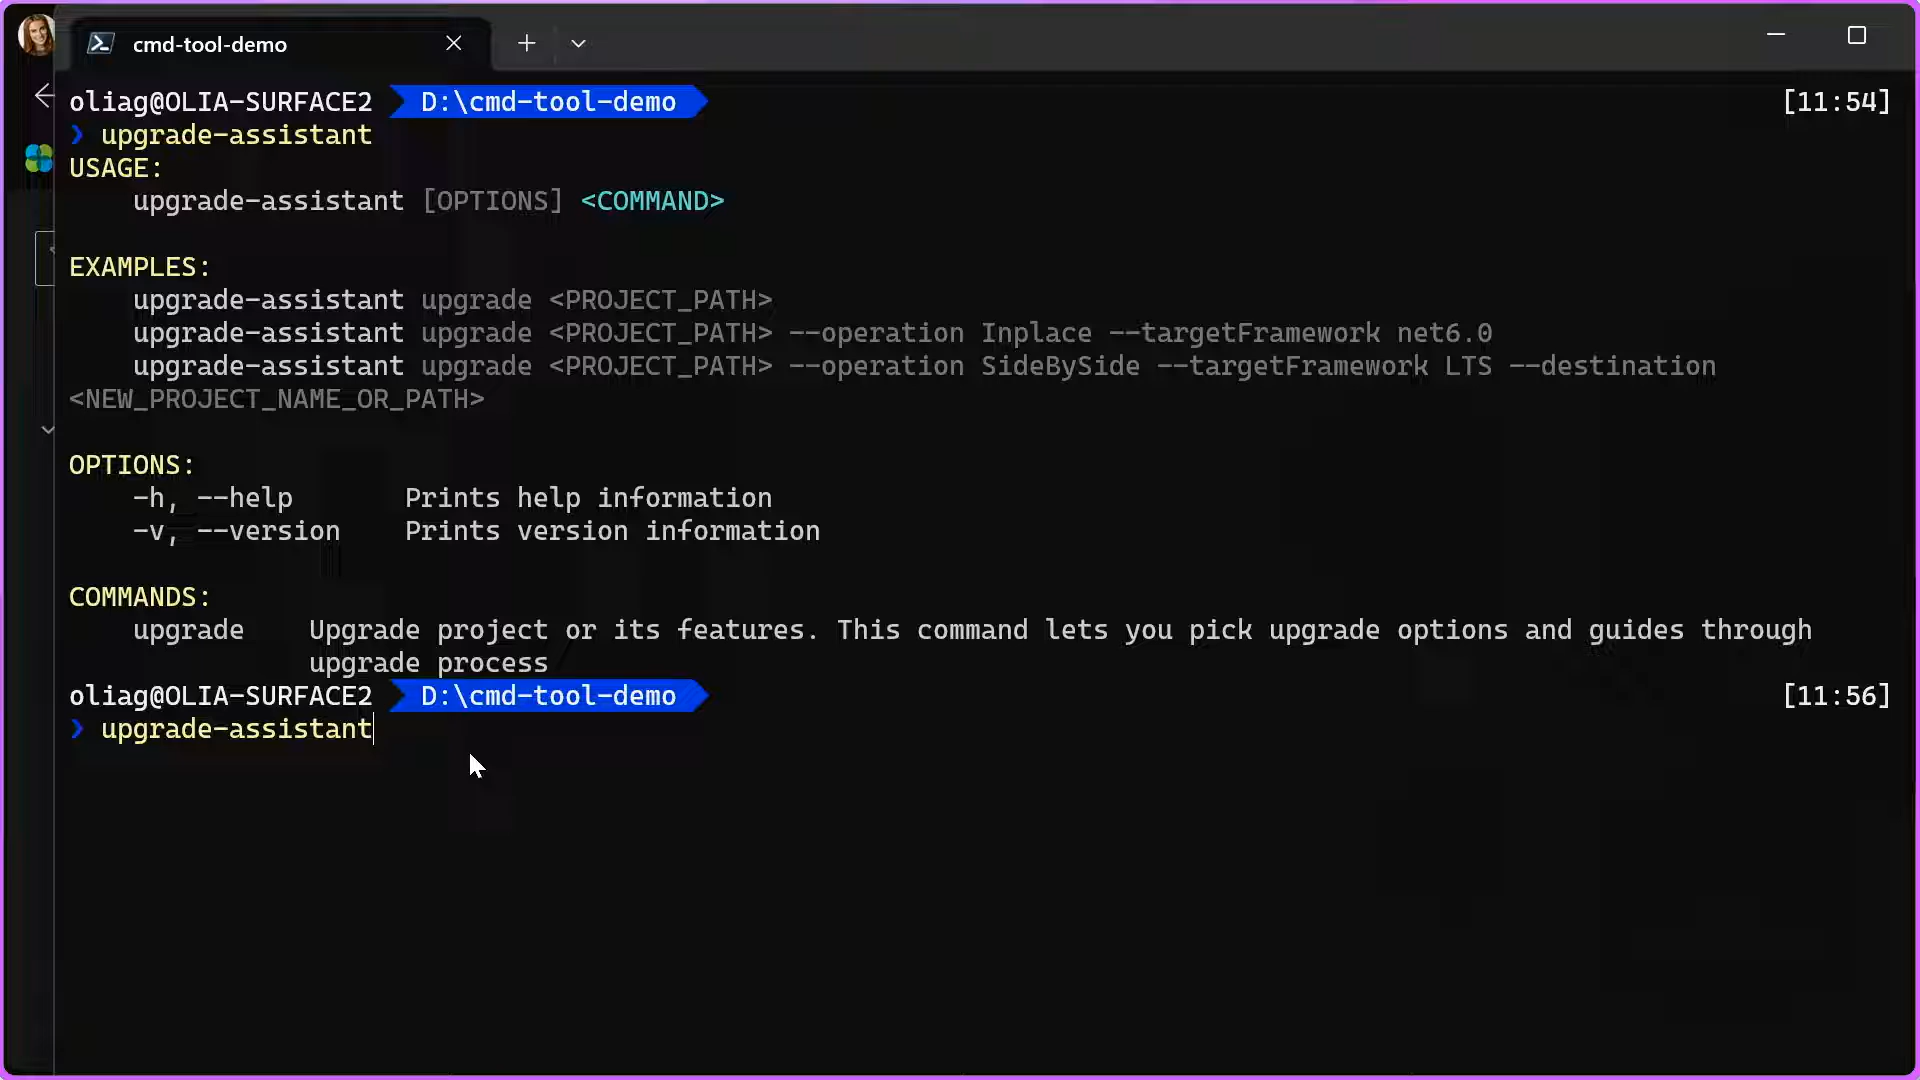 cmd-tool-demo
oliag@OLIA-SURFACE2 D:\cmd-tool-demo [11:54]
❯ upgrade-assistant
USAGE:
upgrade-assistant [OPTIONS] <COMMAND>
EXAMPLES:
upgrade-assistant upgrade <PROJECT_PATH>
upgrade-assistant upgrade <PROJECT_PATH> --operation Inplace --targetFramework net6.0
upgrade-assistant upgrade <PROJECT_PATH> --operation SideBySide --targetFramework LTS --destination
<NEW_PROJECT_NAME_OR_PATH>
OPTIONS:
-h, --help Prints help information
-v, --version Prints version information
COMMANDS:
upgrade Upgrade project or its features. This command lets you pick upgrade options and guides through
upgrade process
oliag@OLIA-SURFACE2 D:\cmd-tool-demo [11:56]
❯ upgrade-assistant